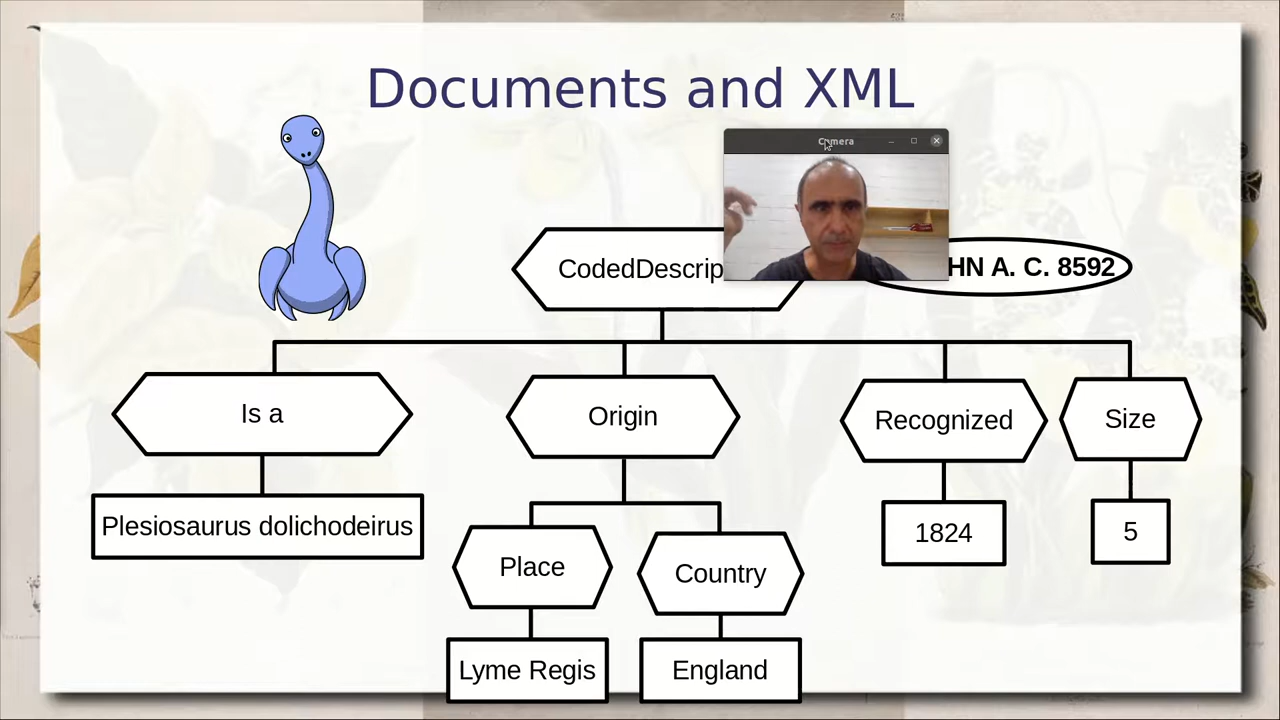 Documents and XML
Camera
CodedDescrip
HN A. C. 8592
Is a
Origin
Recognized
Size
Plesiosaurus dolichodeirus
1824
5
Place
Country
Lyme Regis
England